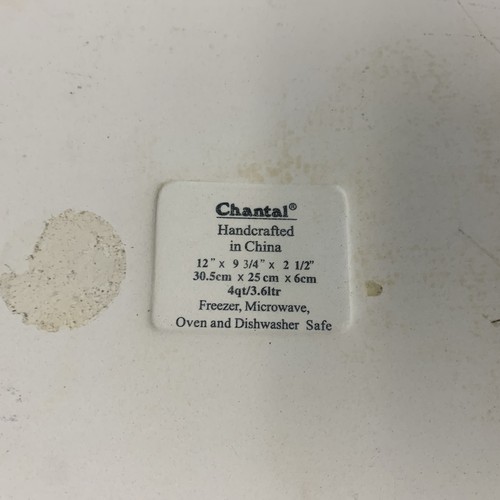 Chantal®
Handcrafted
in China
12" x 9 3/4" x 2 1/2"
30.5cm x 25 cm x 6cm
4qt/3.6ltr
Freezer, Microwave,
Oven and Dishwasher Safe